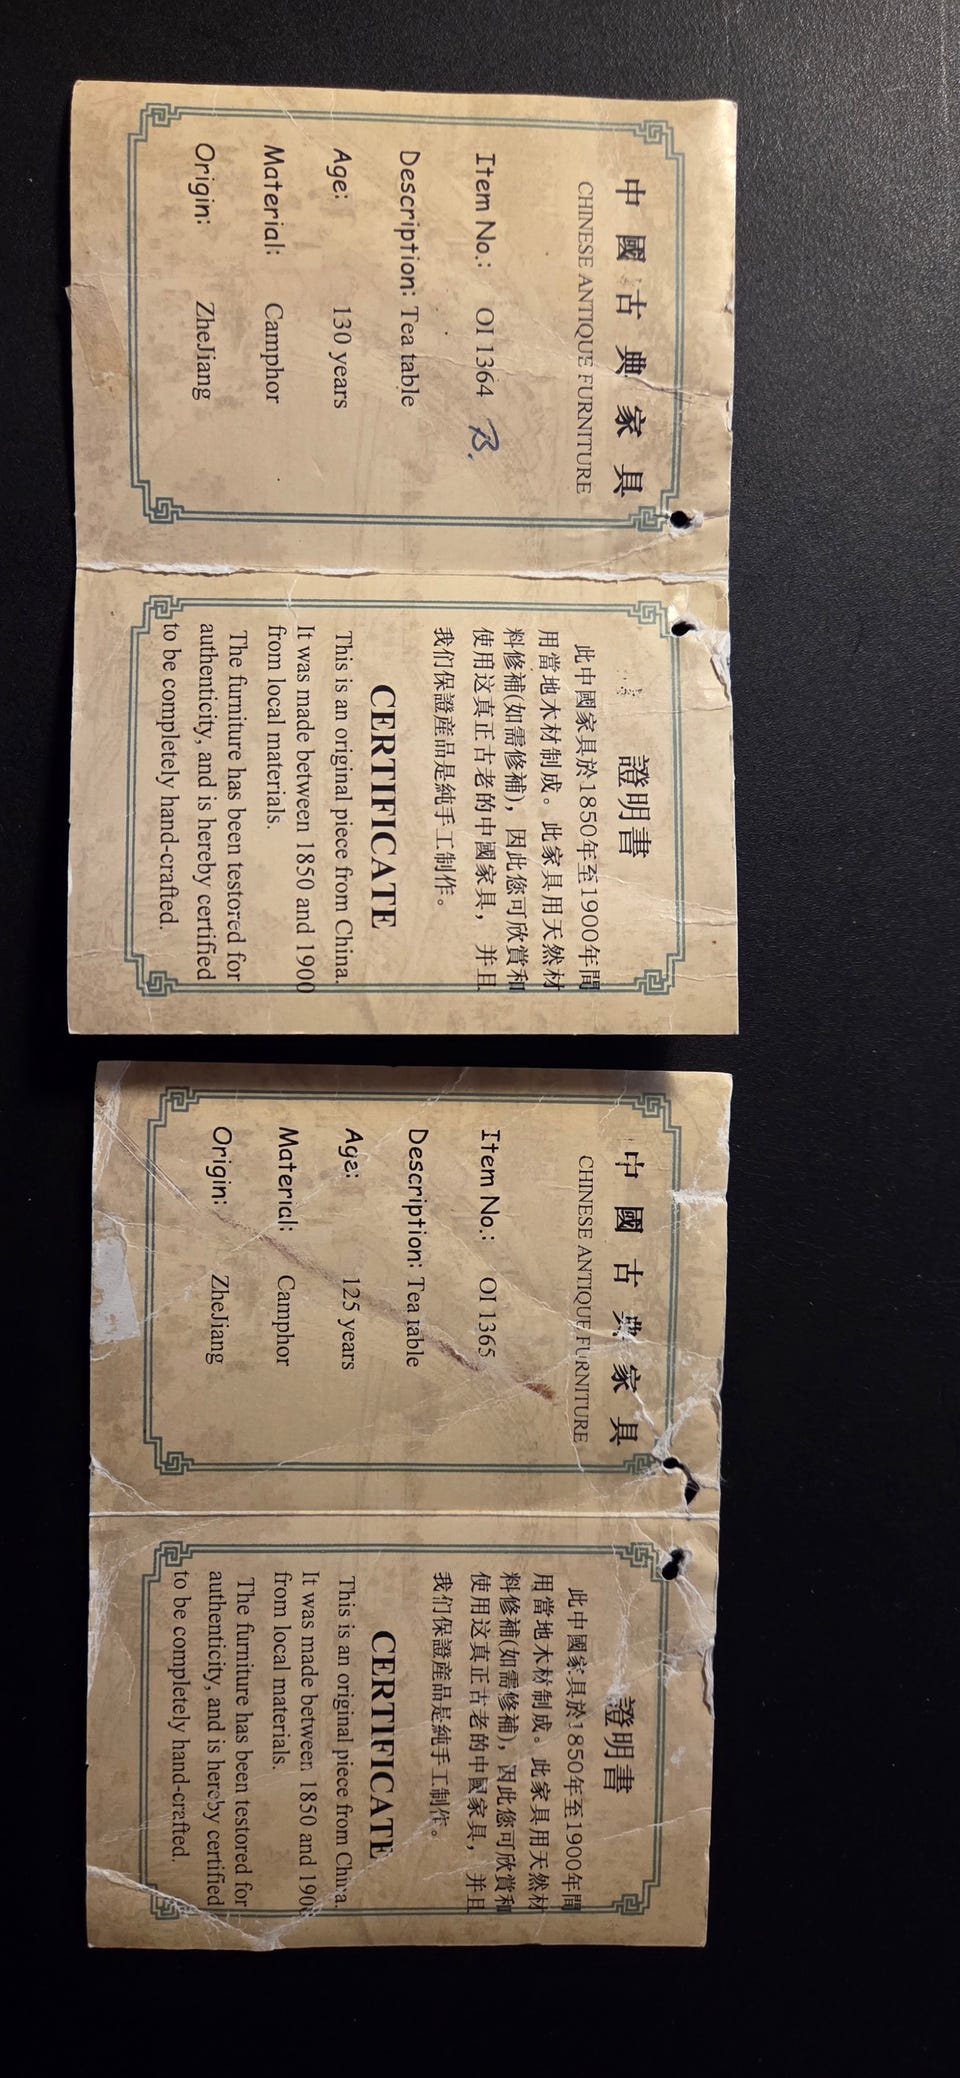 中國古典家具
CHINESE ANTIQUE FURNITURE
Item No.: OI 1364 B.
Description: Tea table
Age: 130 years
Material: Camphor
Origin: ZheJiang
證明書
此中國家具於1850年至1900年間
用當地木材制成。此家具用天然材
料修補(如需修補)，因此您可欣賞和
使用这真正古老的中國家具，并且
我们保證産品是純手工制作。
CERTIFICATE
This is an original piece from China.
It was made between 1850 and 1900
from local materials.
The furniture has been testored for
authenticity, and is hereby certified
to be completely hand-crafted.
中國古典家具
CHINESE ANTIQUE FURNITURE
Item No.: OI 1365
Description: Tea table
Age: 125 years
Material: Camphor
Origin: ZheJiang
證明書
此中國家具於1850年至1900年間
用當地木材制成。此家具用天然材
料修補(如需修補)，因此您可欣賞和
使用这真正古老的中國家具，并且
我们保證産品是純手工制作。
CERTIFICATE
This is an original piece from China.
It was made between 1850 and 1900
from local materials.
The furniture has been testored for
authenticity, and is hereby certified
to be completely hand-crafted.